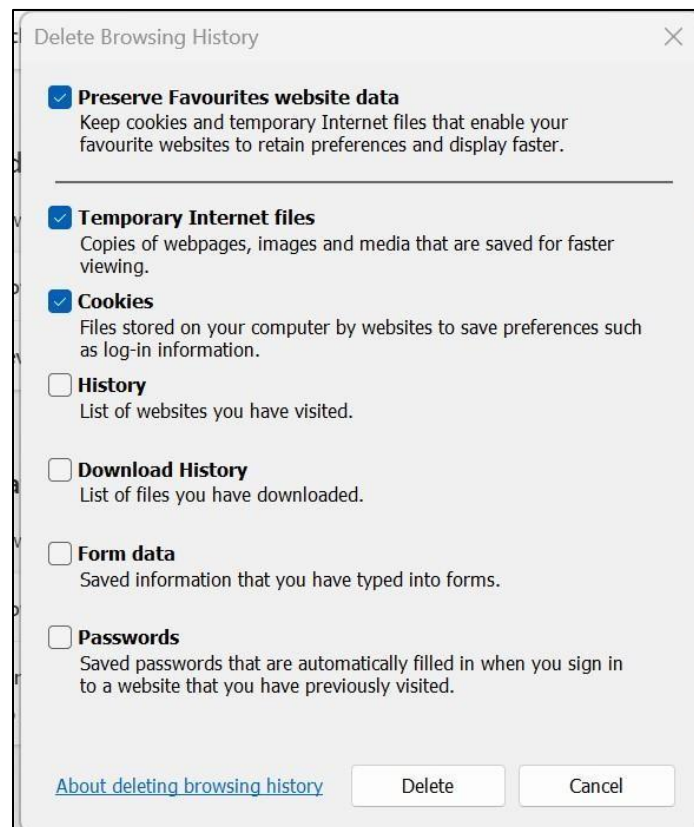 Delete Browsing History
Preserve Favourites website data
Keep cookies and temporary Internet files that enable your
favourite websites to retain preferences and display faster.
Temporary Internet files
Copies of webpages, images and media that are saved for faster
viewing.
Cookies
Files stored on your computer by websites to save preferences such
as log-in information.
History
List of websites you have visited.
Download History
List of files you have downloaded.
Form data
Saved information that you have typed into forms.
Passwords
Saved passwords that are automatically filled in when you sign in
to a website that you have previously visited.
About deleting browsing history
Delete
Cancel